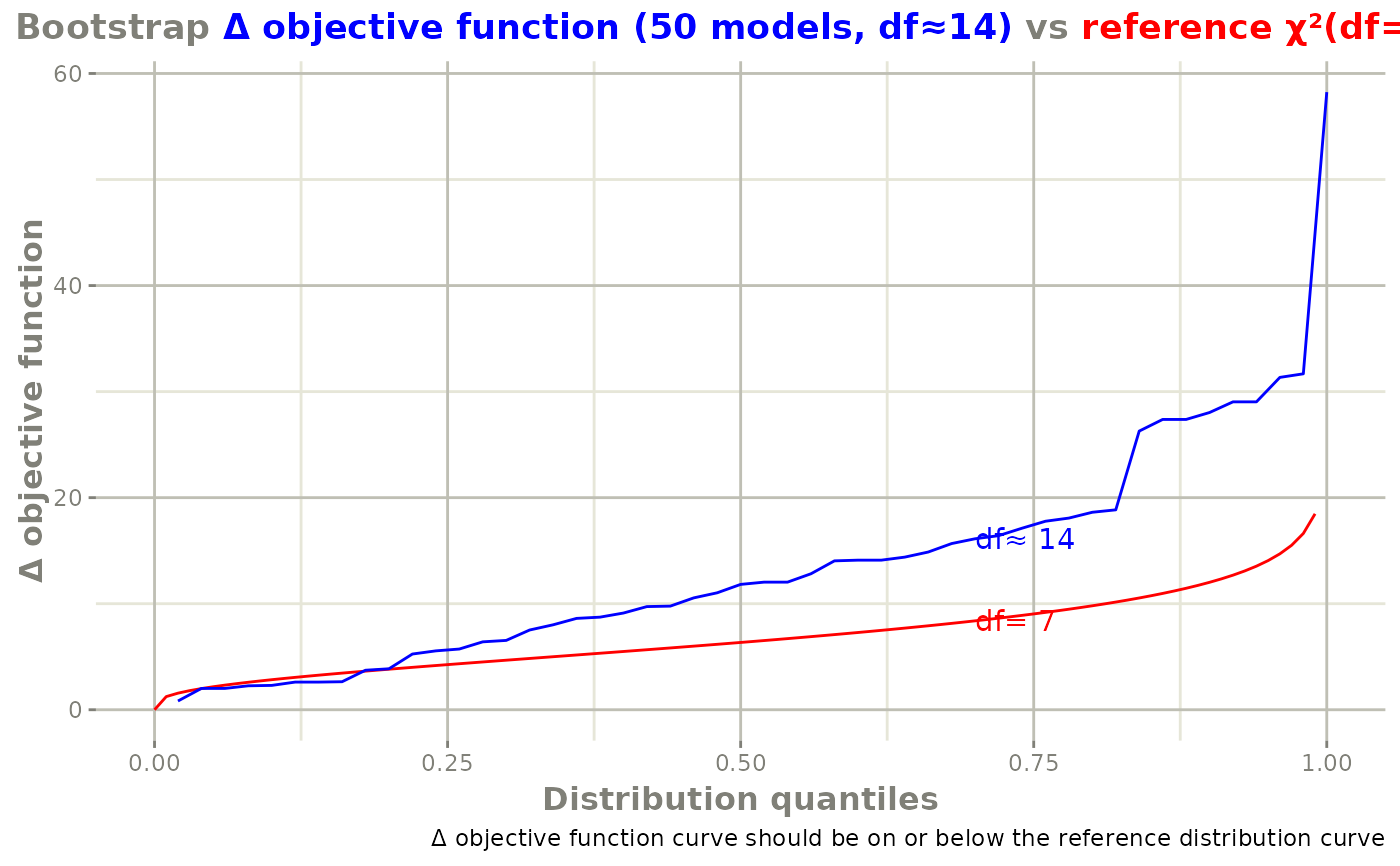 Bootstrap Δ objective function (50 models, df≈14) vs reference χ²(df=
60
40
20
0
Δ objective function
df≈ 14
df= 7
0.00 0.25 0.50 0.75 1.00
Distribution quantiles
Δ objective function curve should be on or below the reference distribution curve